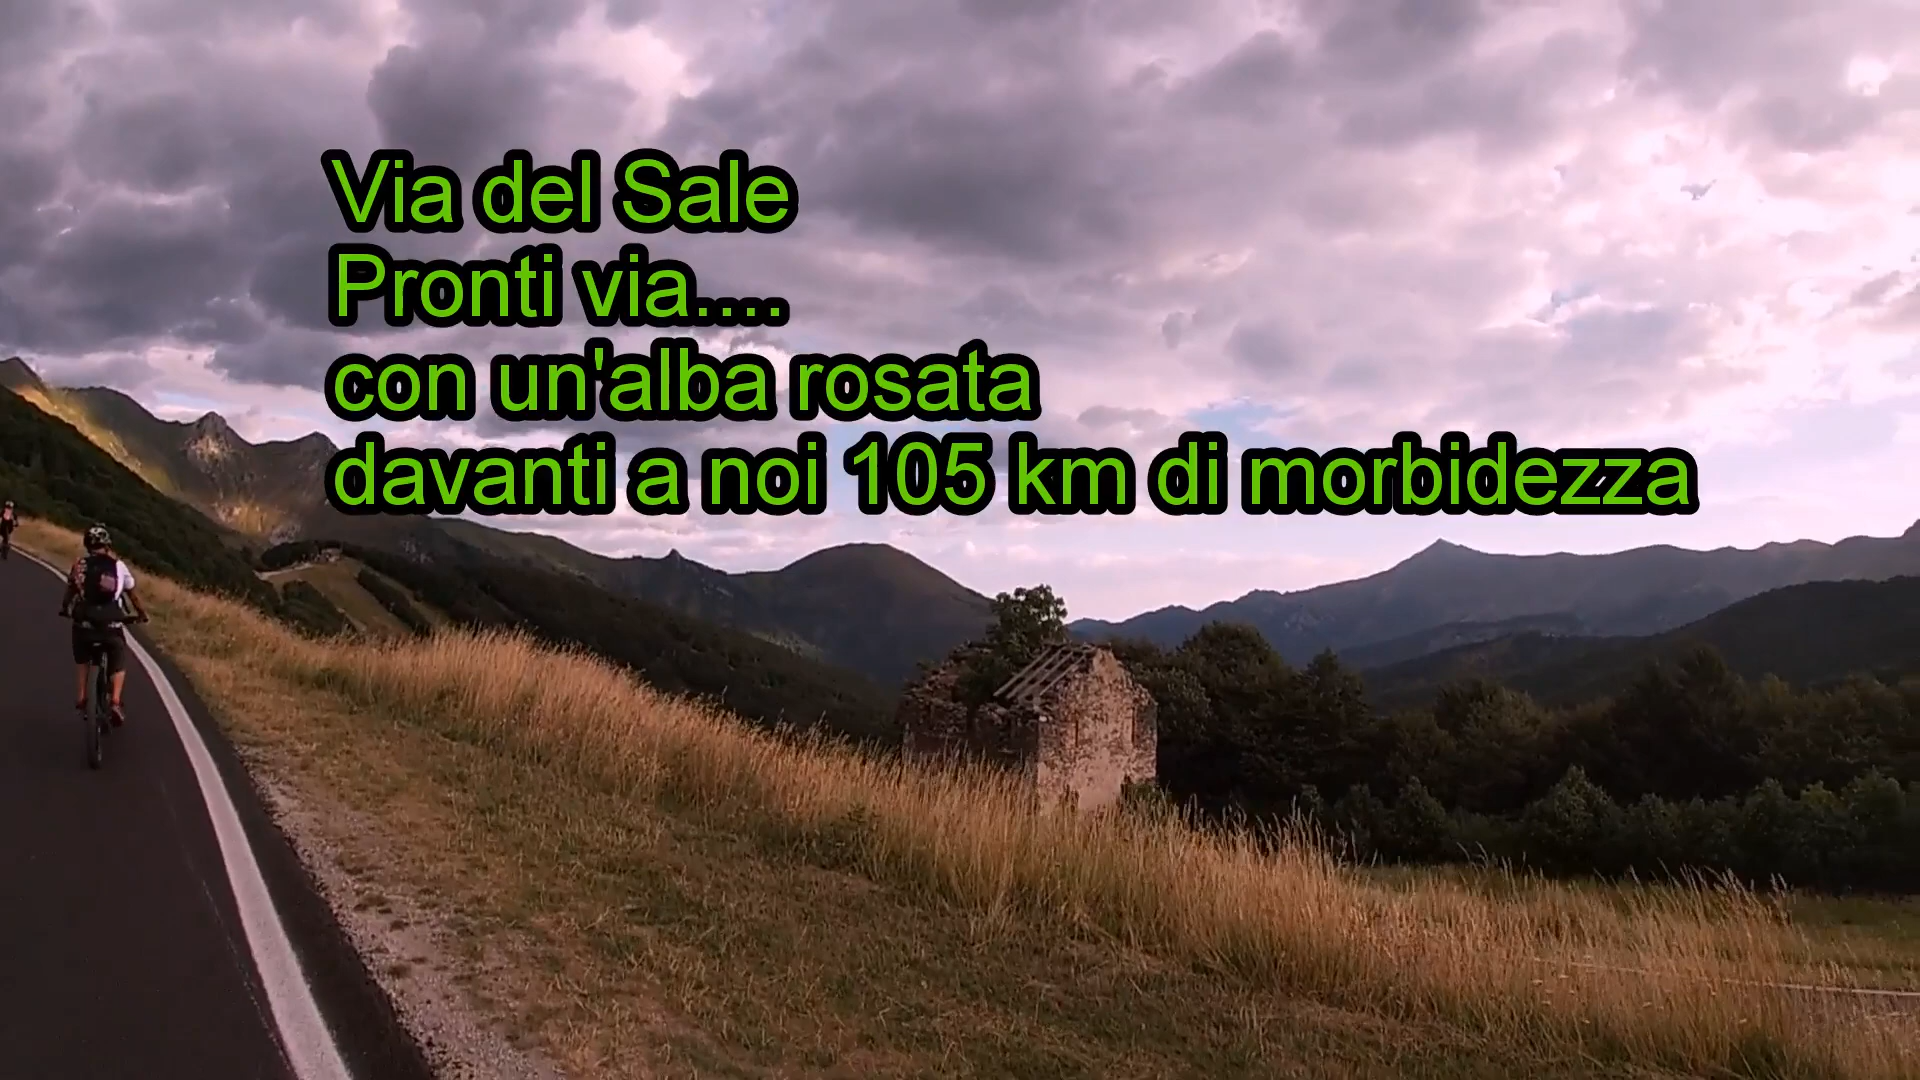 Via del Sale
Pronti via....
con un'alba rosata
davanti a noi 105 km di morbidezza